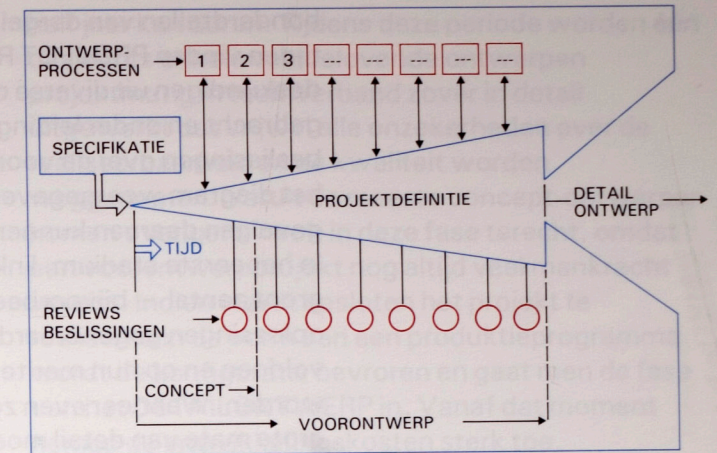 ONTWERP-
PROCESSEN
1 2 3 — — — — —
SPECIFIKATIE
PROJEKTDEFINITIE
DETAIL
ONTWERP
TIJD
REVIEWS
BESLISSINGEN
CONCEPT
VOORONTWERP